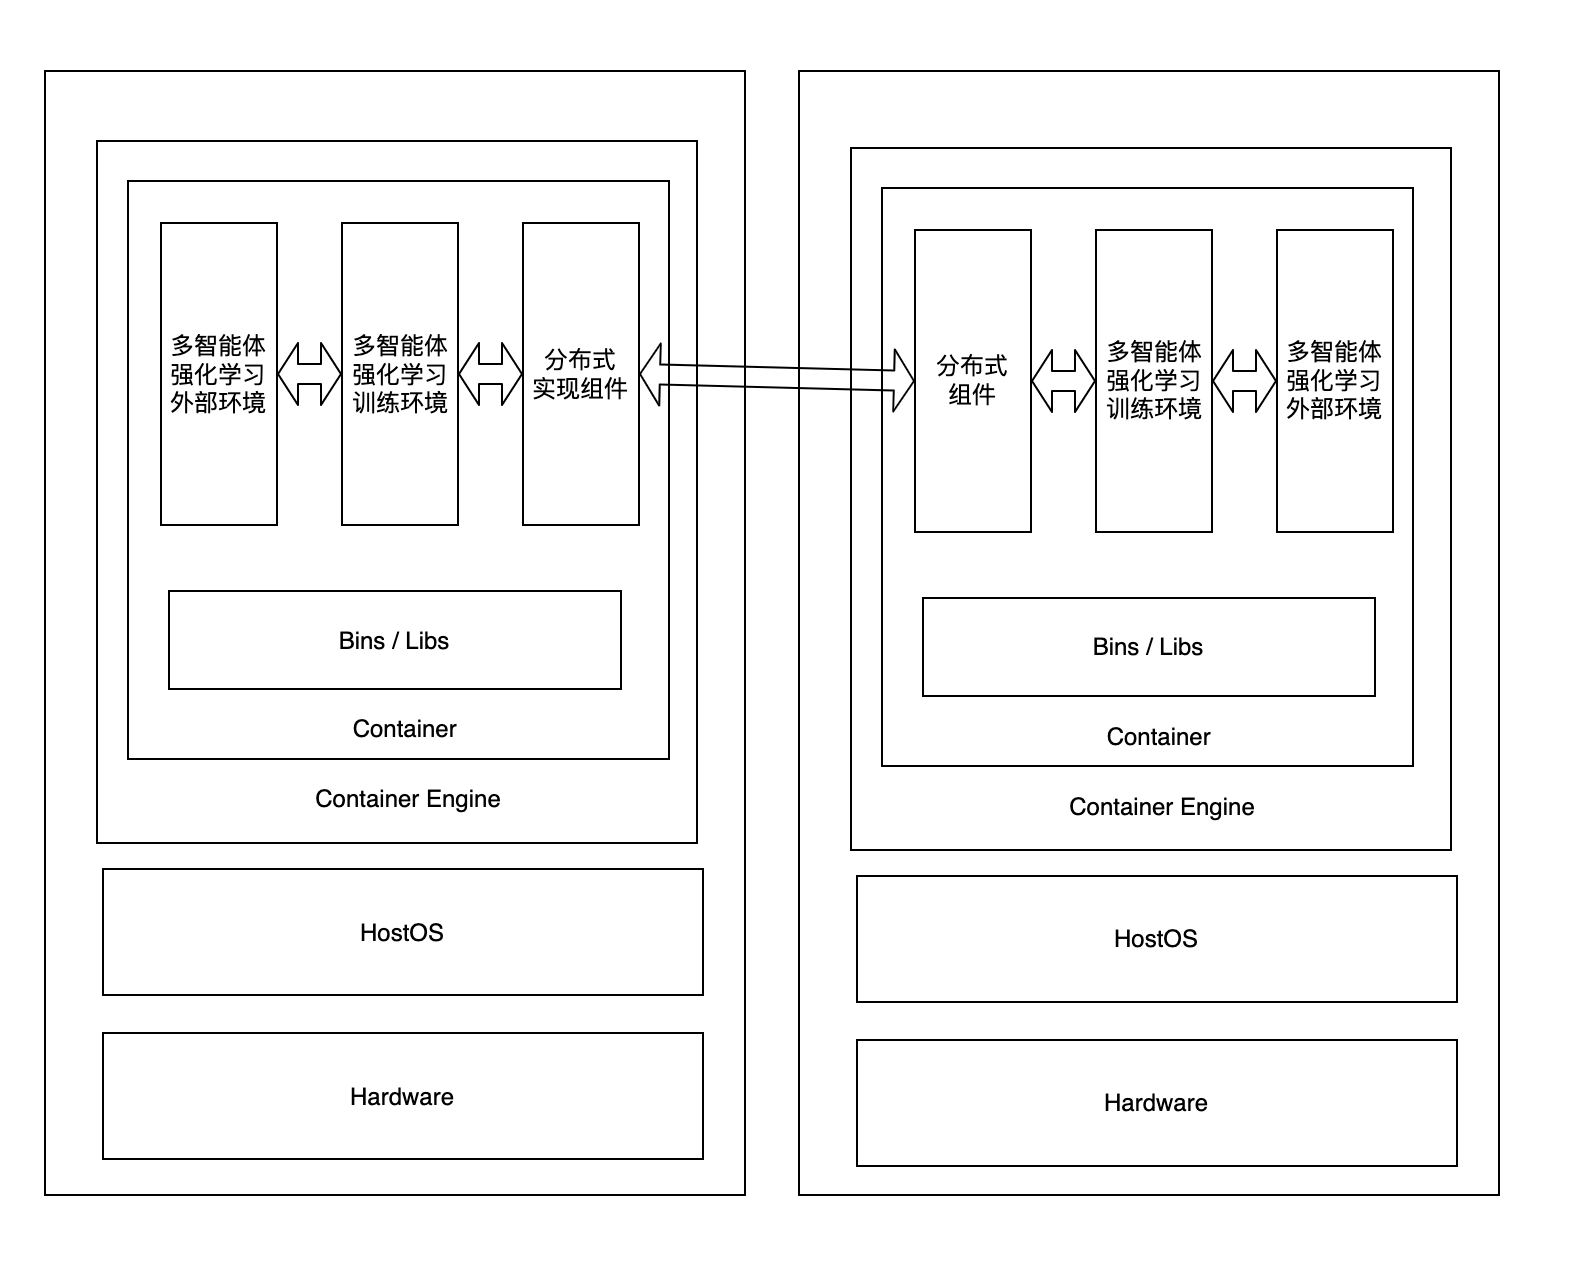 多智能体
强化学习
外部环境
多智能体
强化学习
训练环境
分布式
实现组件
Bins / Libs
Container
Container Engine
HostOS
Hardware
分布式
组件
多智能体
强化学习
训练环境
多智能体
强化学习
外部环境
Bins / Libs
Container
Container Engine
HostOS
Hardware